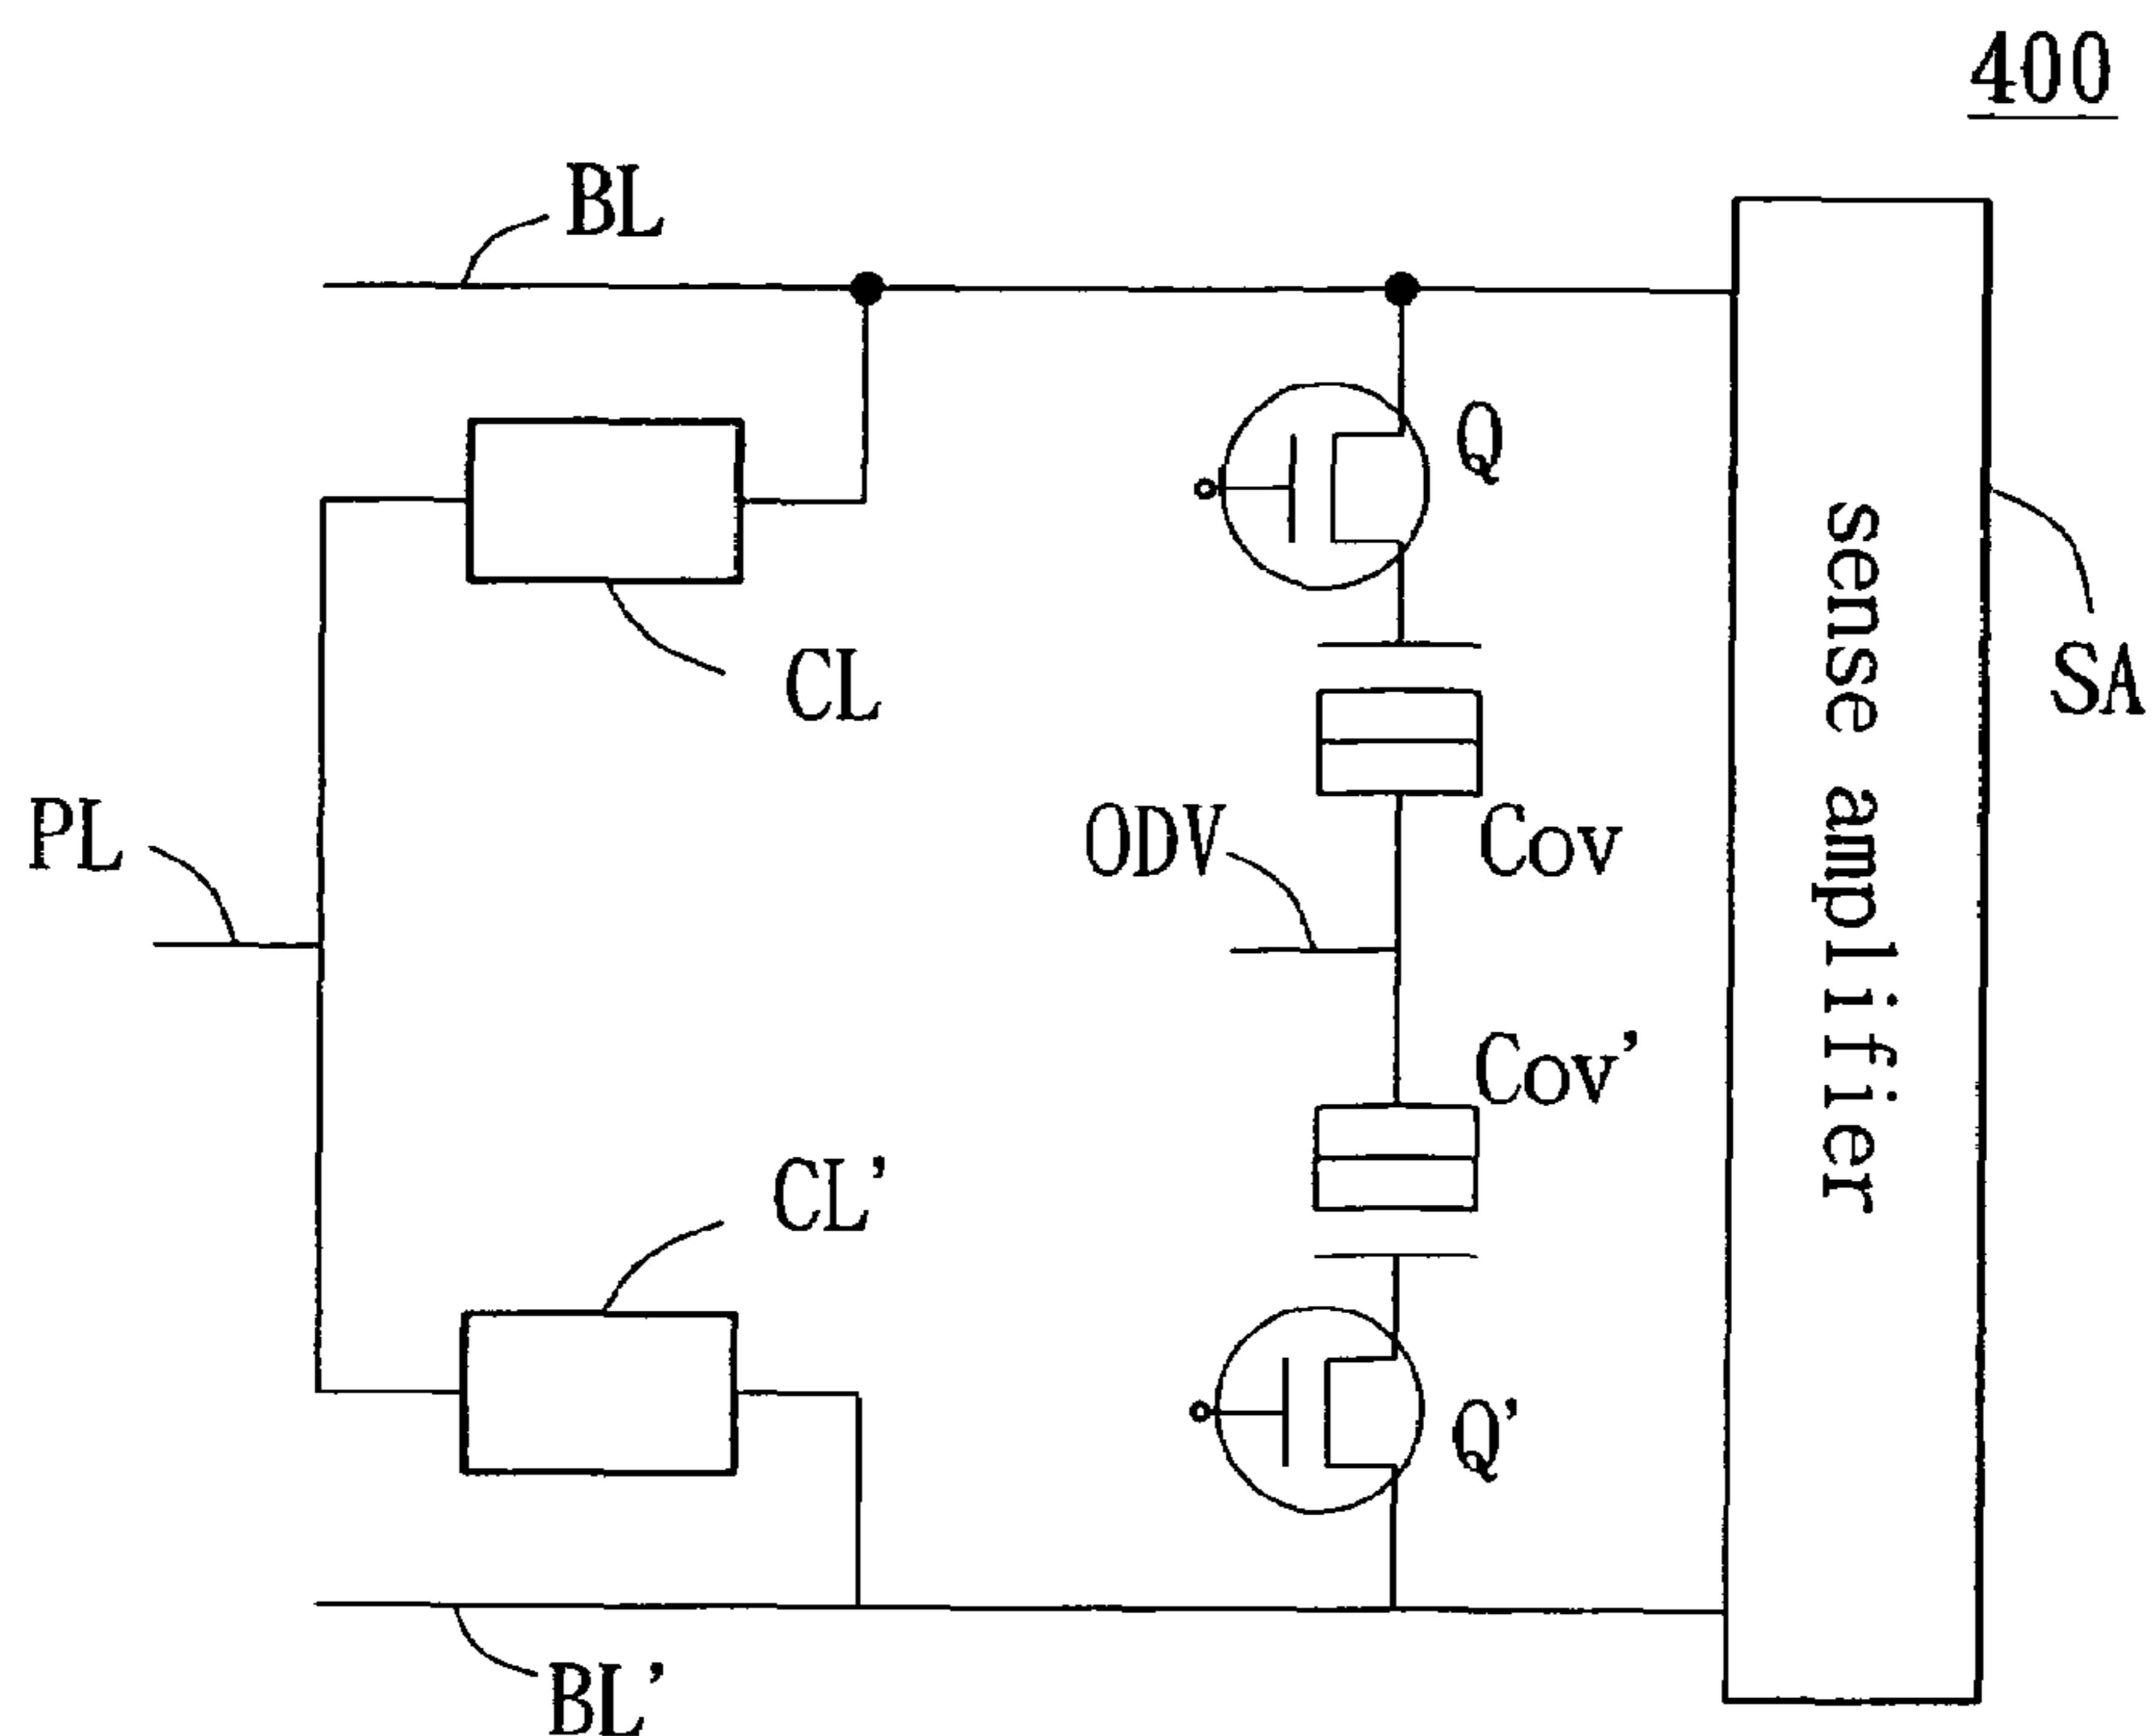 400
BL
Q
CL
SA
PL
ODV
Cov
sense amplifier
Cov'
CL'
Q'
BL'